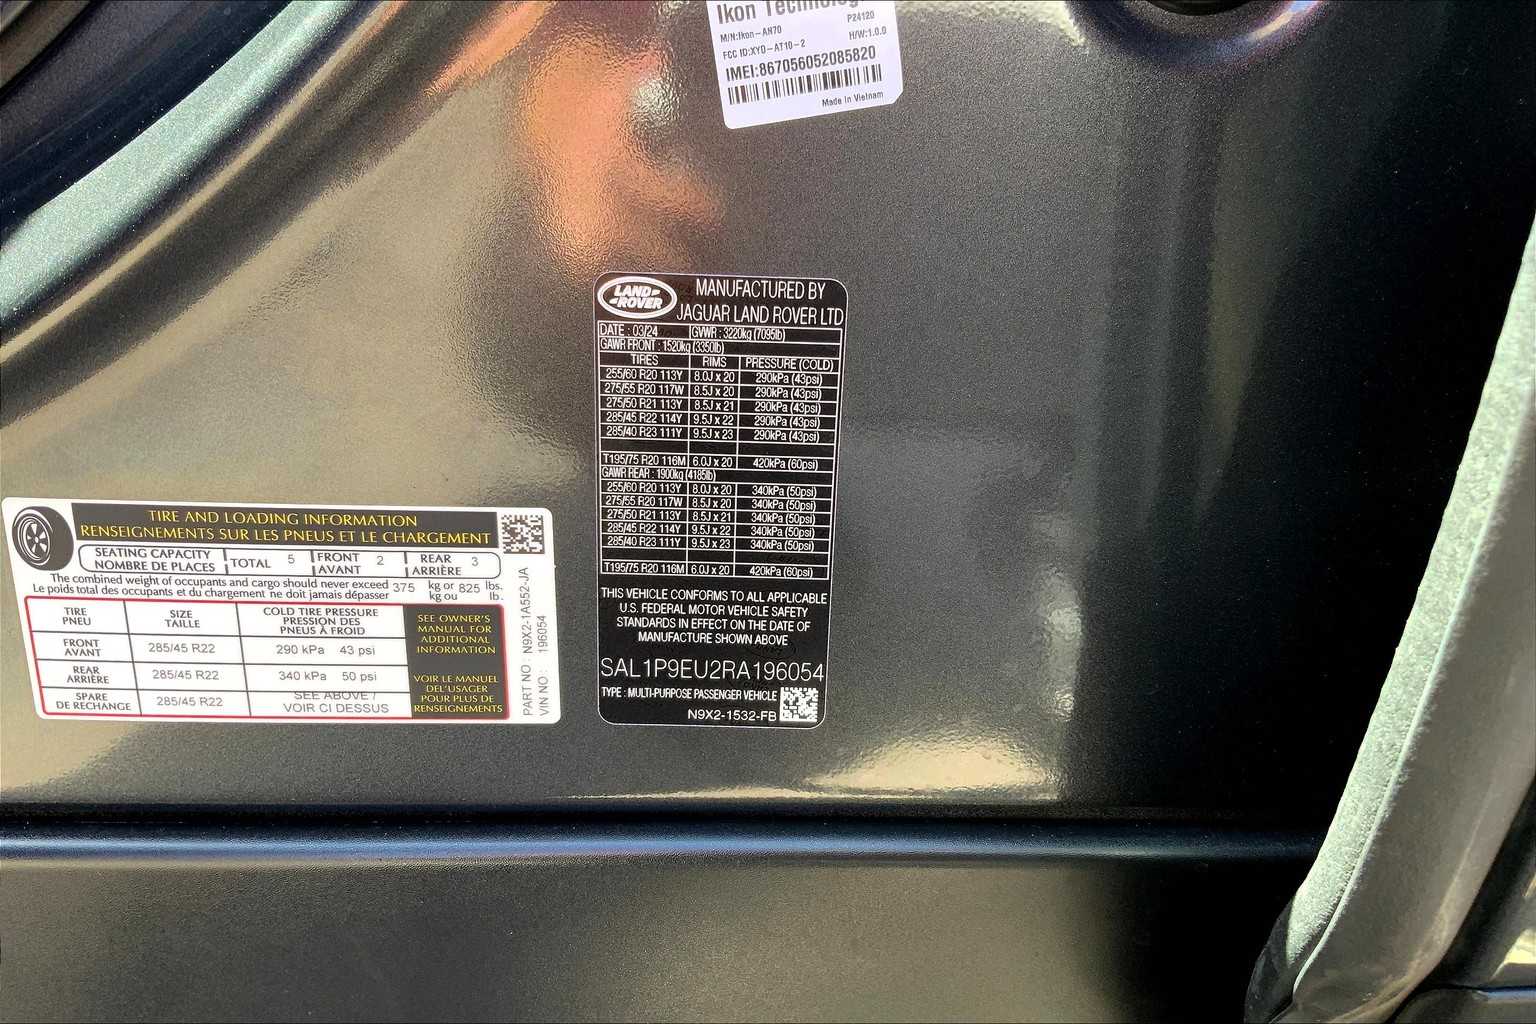 Ikon Technolog
M/N:Ikon-AH70 P24120
FCC ID:XYO-AT10-2 H/W:1.0.0
IMEI:867056052085820
Made in Vietnam
LAND ROVER
MANUFACTURED BY
JAGUAR LAND ROVER LTD
DATE : 03/24 GVWR : 3220kg (7095lb)
GAWR FRONT : 1520kg (3350lb)
TIRES RIMS PRESSURE (COLD)
255/60 R20 113Y 8.0J x 20 290kPa (43psi)
275/55 R20 117W 8.5J x 20 290kPa (43psi)
275/50 R21 113Y 8.5J x 21 290kPa (43psi)
285/45 R22 114Y 9.5J x 22 290kPa (43psi)
285/40 R23 111Y 9.5J x 23 290kPa (43psi)
T195/75 R20 116M 6.0J x 20 420kPa (60psi)
GAWR REAR : 1900kg (4185lb)
255/60 R20 113Y 8.0J x 20 340kPa (50psi)
275/55 R20 117W 8.5J x 20 340kPa (50psi)
275/50 R21 113Y 8.5J x 21 340kPa (50psi)
285/45 R22 114Y 9.5J x 22 340kPa (50psi)
285/40 R23 111Y 9.5J x 23 340kPa (50psi)
T195/75 R20 116M 6.0J x 20 420kPa (60psi)
THIS VEHICLE CONFORMS TO ALL APPLICABLE
U.S. FEDERAL MOTOR VEHICLE SAFETY
STANDARDS IN EFFECT ON THE DATE OF
MANUFACTURE SHOWN ABOVE
SAL1P9EU2RA196054
TYPE : MULTI-PURPOSE PASSENGER VEHICLE
N9X2-1532-FB
TIRE AND LOADING INFORMATION
RENSEIGNEMENTS SUR LES PNEUS ET LE CHARGEMENT
SEATING CAPACITY TOTAL 5 FRONT 2 REAR 3
NOMBRE DE PLACES AVANT ARRIÈRE
The combined weight of occupants and cargo should never exceed 375 kg or 825 lbs.
Le poids total des occupants et du chargement ne doit jamais dépasser kg ou lb.
TIRE SIZE COLD TIRE PRESSURE
PNEU TAILLE PRESSION DES
PNEUS À FROID
FRONT
AVANT 285/45 R22 290 kPa 43 psi
REAR
ARRIÈRE 285/45 R22 340 kPa 50 psi
SPARE
DE RECHANGE 285/45 R22 SEE ABOVE /
VOIR CI DESSUS
SEE OWNER'S
MANUAL FOR
ADDITIONAL
INFORMATION
VOIR LE MANUEL
DE L'USAGER
POUR PLUS DE
RENSEIGNEMENTS
PART NO : N9X2-1A552-JA
VIN NO : 196054